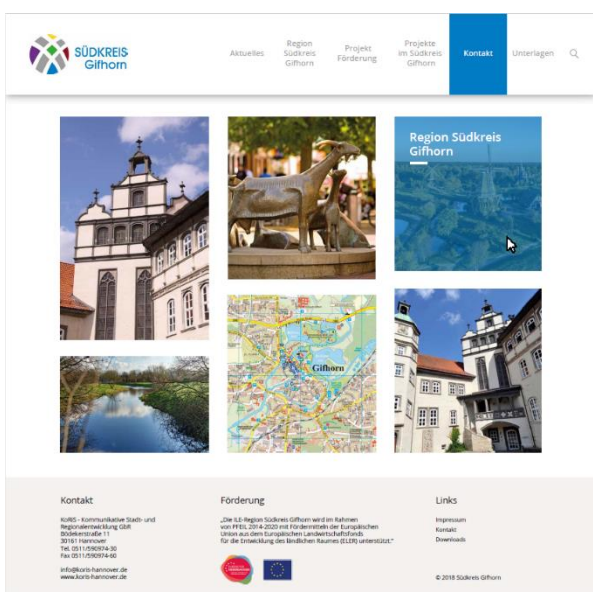 SÜDKREIS
Gifhorn
Aktuelles
Region
Südkreis
Gifhorn
Projekt
Förderung
Projekte
im Südkreis
Gifhorn
Kontakt
Unterlagen
Region Südkreis
Gifhorn
Gifhorn
Kontakt
KoRiS - Kommunikative Stadt- und
Regionalentwicklung GbR
Bödekerstraße 11
30161 Hannover
Tel. 0511/590974-30
Fax 0511/590974-60
info@koris-hannover.de
www.koris-hannover.de
Förderung
„Die ILE-Region Südkreis Gifhorn wird im Rahmen
von PFEIL 2014-2020 mit Fördermitteln der Europäischen
Union aus dem Europäischen Landwirtschaftsfonds
für die Entwicklung des ländlichen Raumes (ELER) unterstützt."
Links
Impressum
Kontakt
Downloads
© 2018 Südkreis Gifhorn